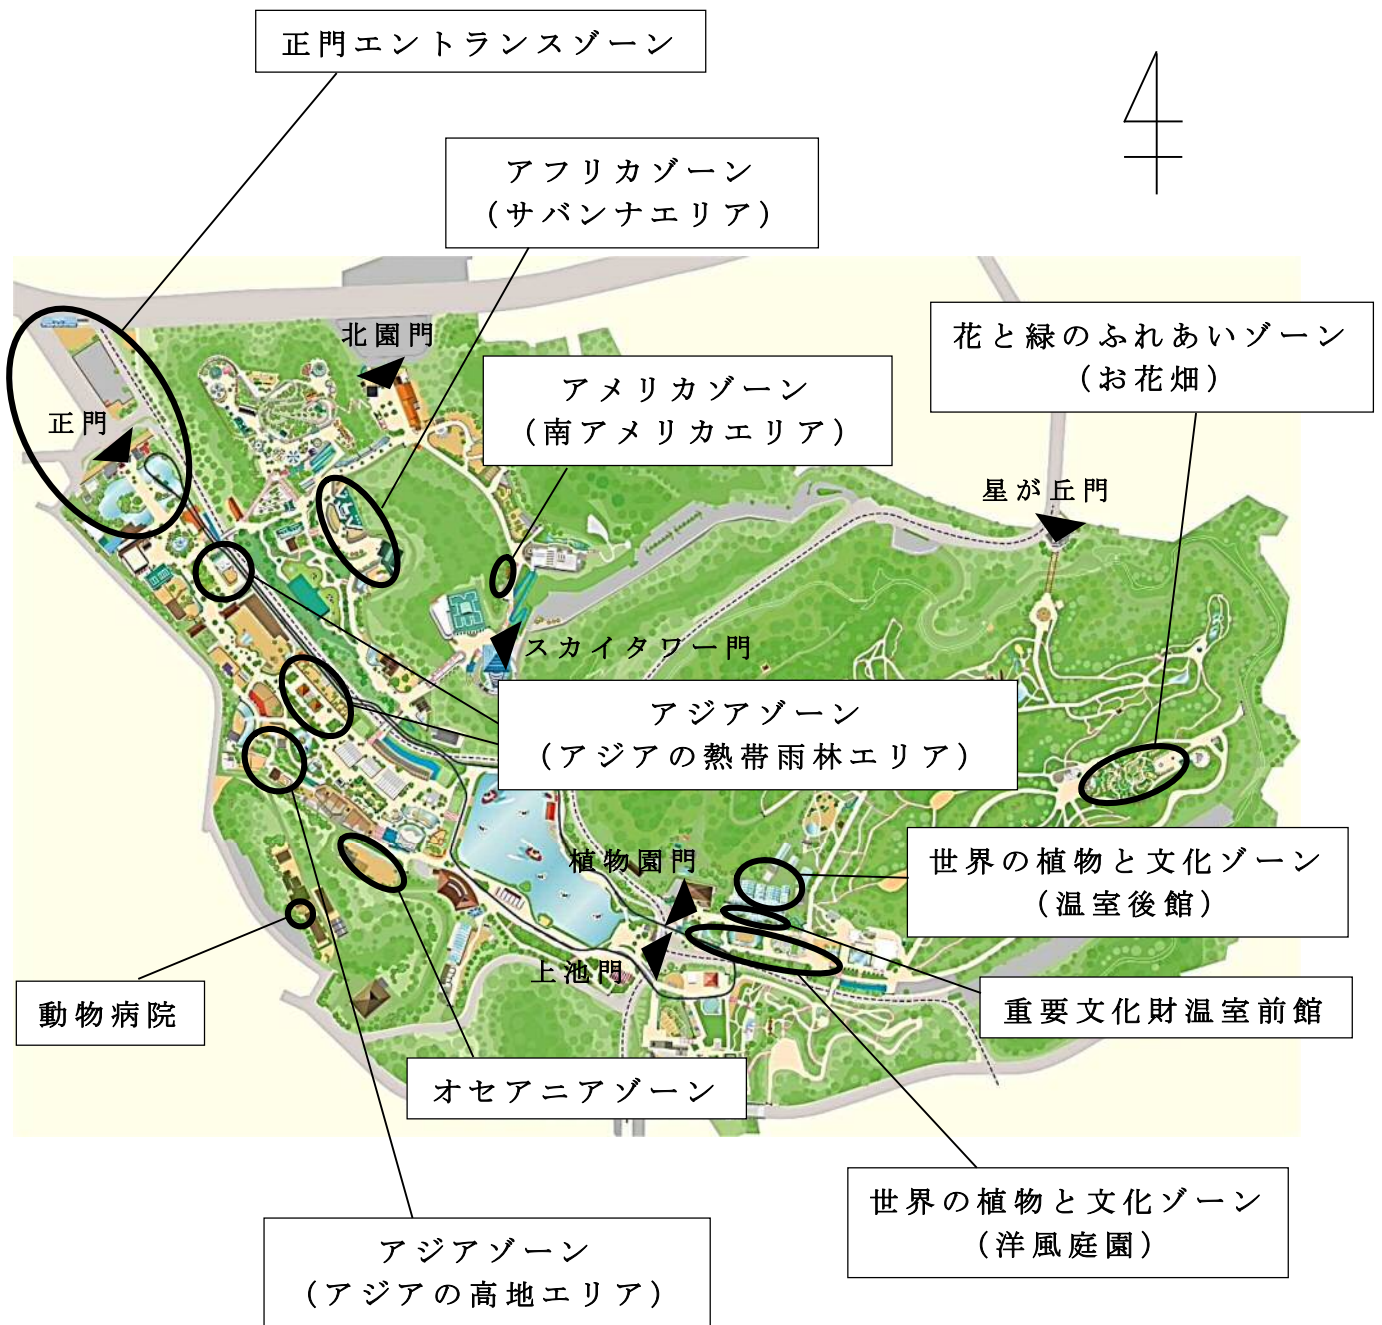 正門エントランスゾーン
アフリカゾーン
（サバンナエリア）
北園門
花と緑のふれあいゾーン
（お花畑）
アメリカゾーン
（南アメリカエリア）
正門
星が丘門
スカイタワー門
アジアゾーン
（アジアの熱帯雨林エリア）
植物園門
世界の植物と文化ゾーン
（温室後館）
上池門
動物病院
重要文化財温室前館
オセアニアゾーン
世界の植物と文化ゾーン
（洋風庭園）
アジアゾーン
（アジアの高地エリア）